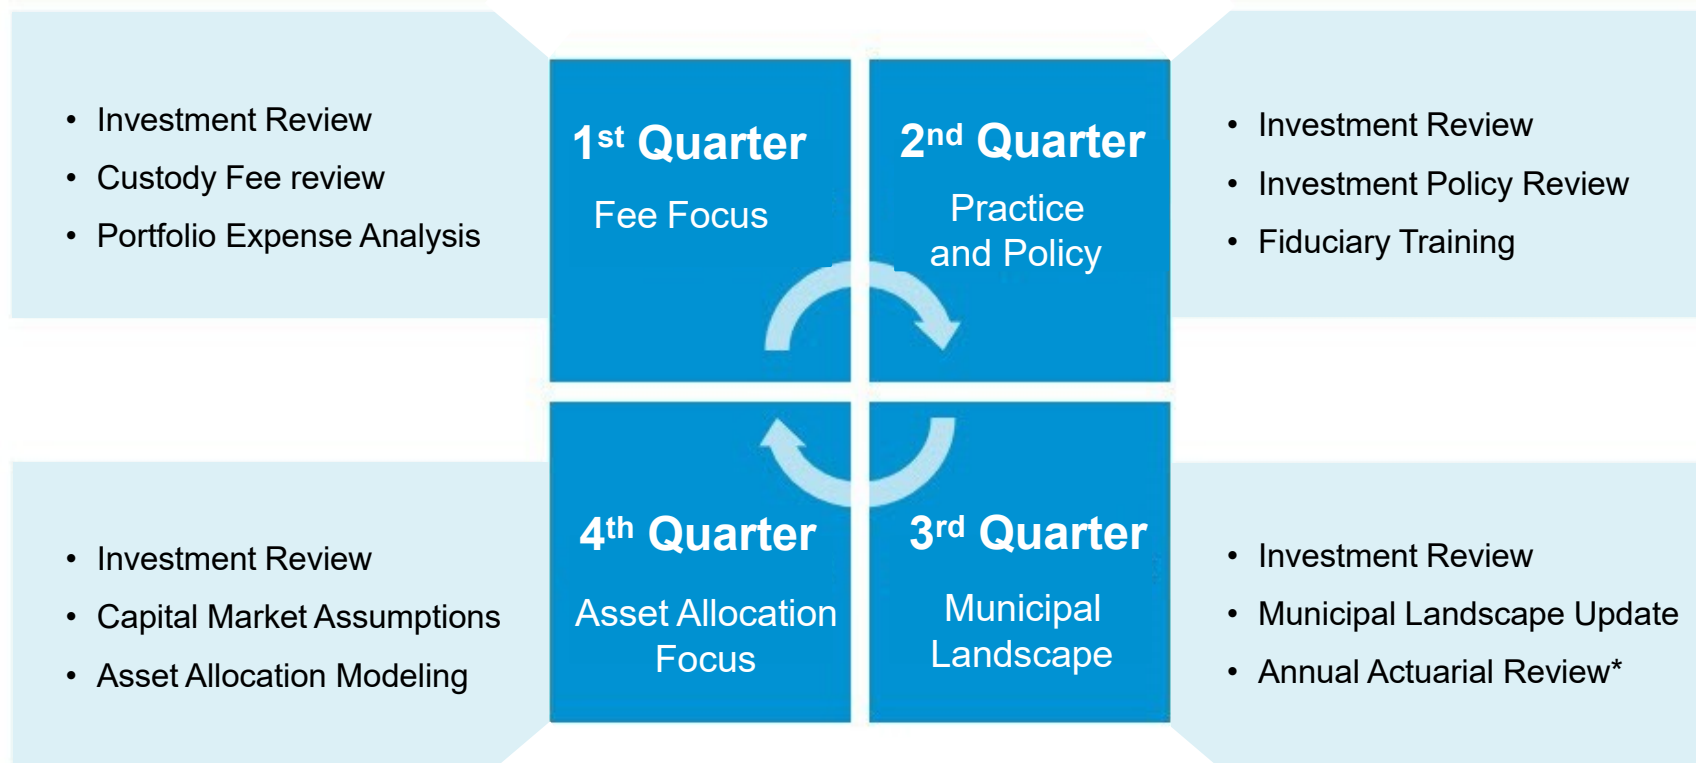 • Investment Review
• Custody Fee review
• Portfolio Expense Analysis
1st Quarter
Fee Focus
2nd Quarter
Practice
and Policy
• Investment Review
• Investment Policy Review
• Fiduciary Training
• Investment Review
• Capital Market Assumptions
• Asset Allocation Modeling
4th Quarter
Asset Allocation
Focus
3rd Quarter
Municipal
Landscape
• Investment Review
• Municipal Landscape Update
• Annual Actuarial Review*